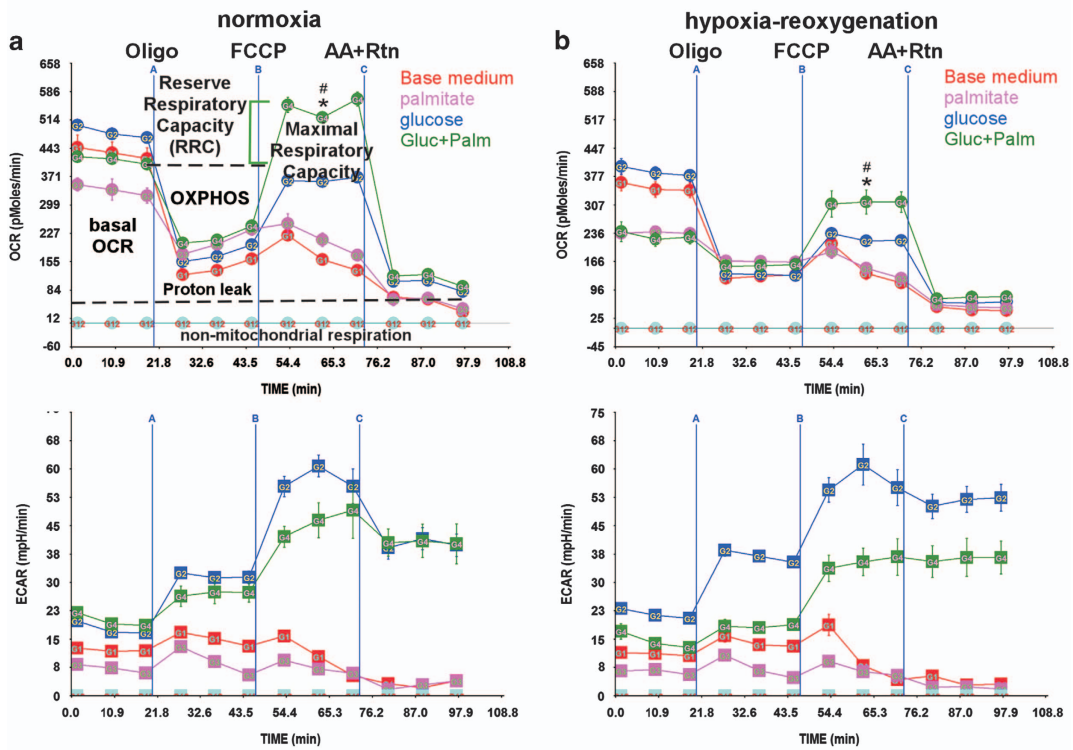 normoxia
hypoxia-reoxygenation
a
b
Oligo FCCP AA+Rtn
Oligo FCCP AA+Rtn
A B C
A B C
Base medium
palmitate
glucose
Gluc+Palm
Base medium
palmitate
glucose
Gluc+Palm
Reserve
Respiratory
Capacity
(RRC)
#
*
Maximal
Respiratory
Capacity
OXPHOS
basal
OCR
Proton leak
non-mitochondrial respiration
#
*
OCR (pMoles/min)
658
586
514
443
371
299
227
155
84
12
-60
0.0 10.9 21.8 32.6 43.5 54.4 65.3 76.2 87.0 97.9 108.8
TIME (min)
OCR (pMoles/min)
658
588
517
447
377
307
236
166
96
25
-45
0.0 10.9 21.8 32.6 43.5 54.4 65.3 76.2 87.0 97.9 108.8
TIME (min)
A B C
ECAR (mpH/min)
68
60
53
45
38
30
23
15
8
0
0.0 10.9 21.8 32.6 43.5 54.4 65.3 76.2 87.0 97.9 108.8
TIME (min)
A B C
ECAR (mpH/min)
75
68
60
53
45
38
30
23
15
8
0
0.0 10.9 21.8 32.6 43.5 54.4 65.3 76.2 87.0 97.9 108.8
TIME (min)